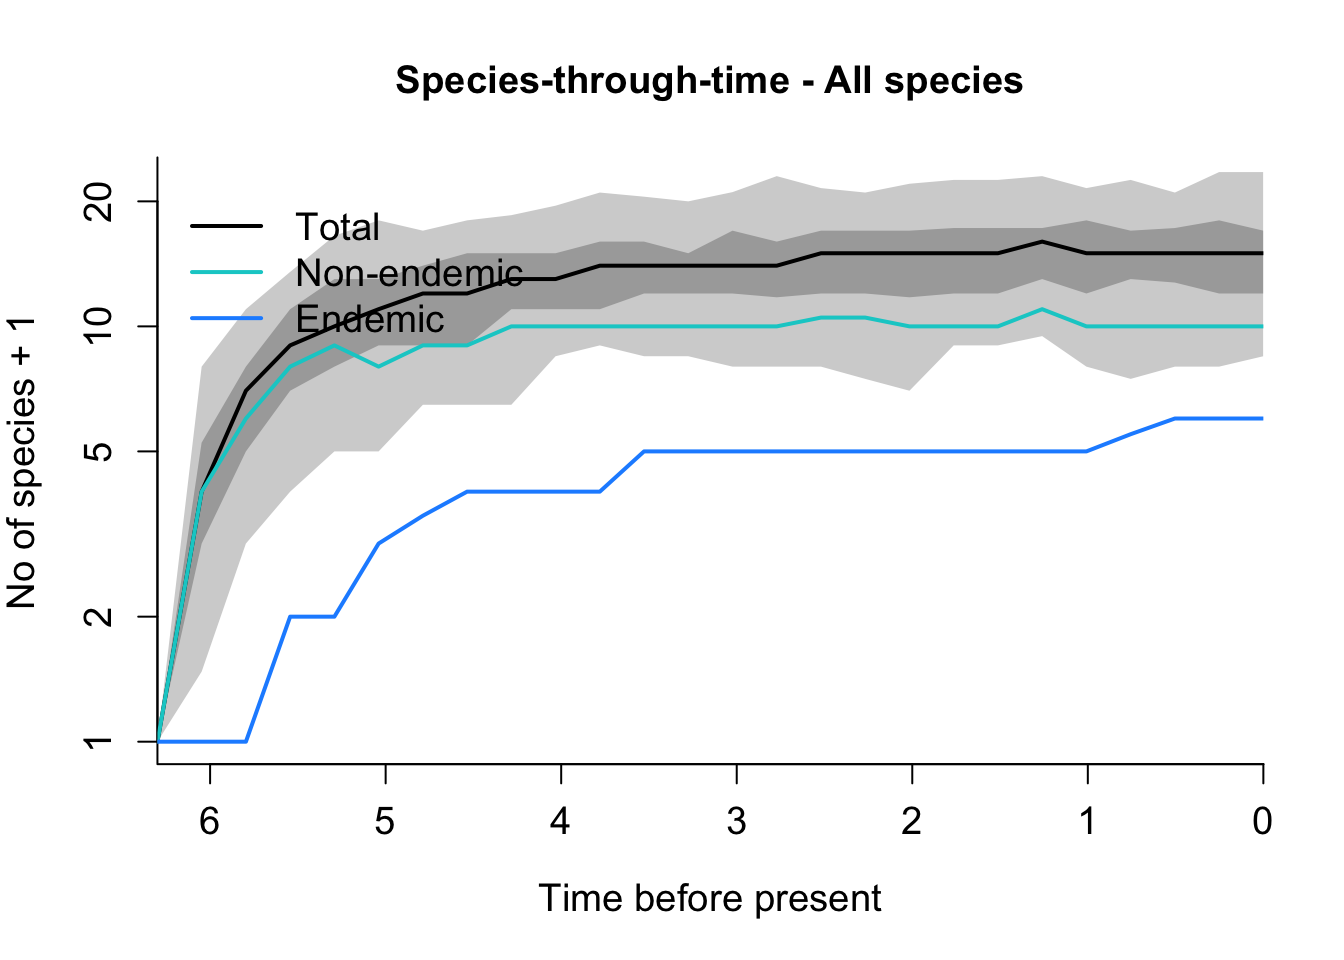 Species-through-time - All species
No of species + 1
20
10
5
2
1
Total
Non-endemic
Endemic
6 5 4 3 2 1 0
Time before present